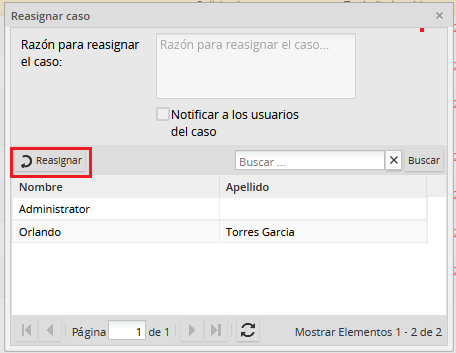 Reasignar caso
Razón para reasignar
el caso:
Razón para reasignar el caso...
Notificar a los usuarios
del caso
Reasignar
Buscar ...
Buscar
Nombre Apellido
Administrator
Orlando Torres Garcia
Página 1 de 1
Mostrar Elementos 1 - 2 de 2